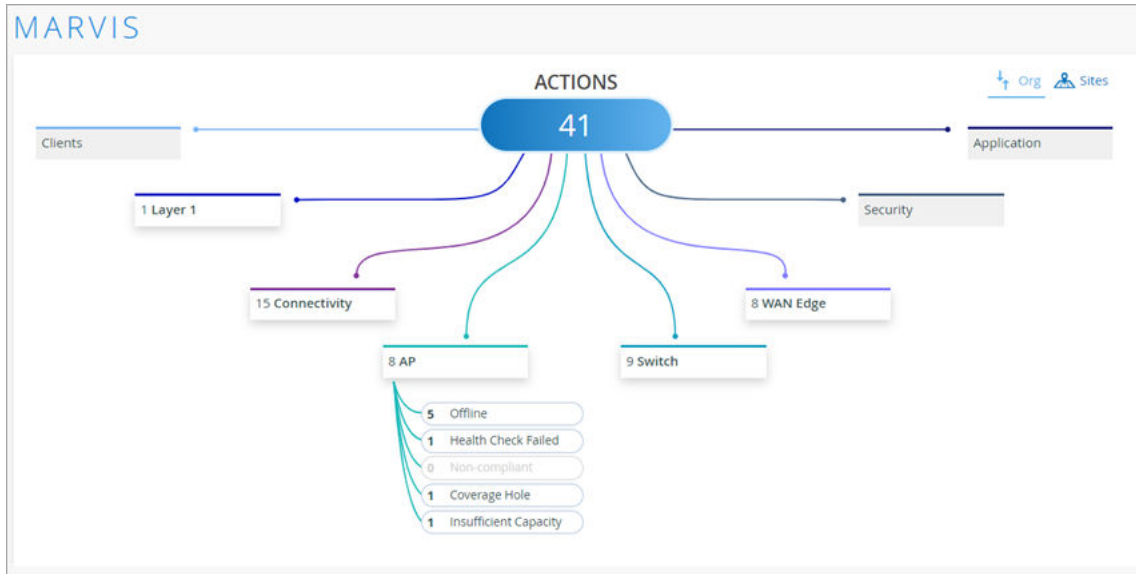 MARVIS
ACTIONS
41
Org
Sites
Clients
Application
1 Layer 1
Security
15 Connectivity
8 WAN Edge
8 AP
9 Switch
5 Offline
1 Health Check Failed
0 Non-compliant
1 Coverage Hole
1 Insufficient Capacity